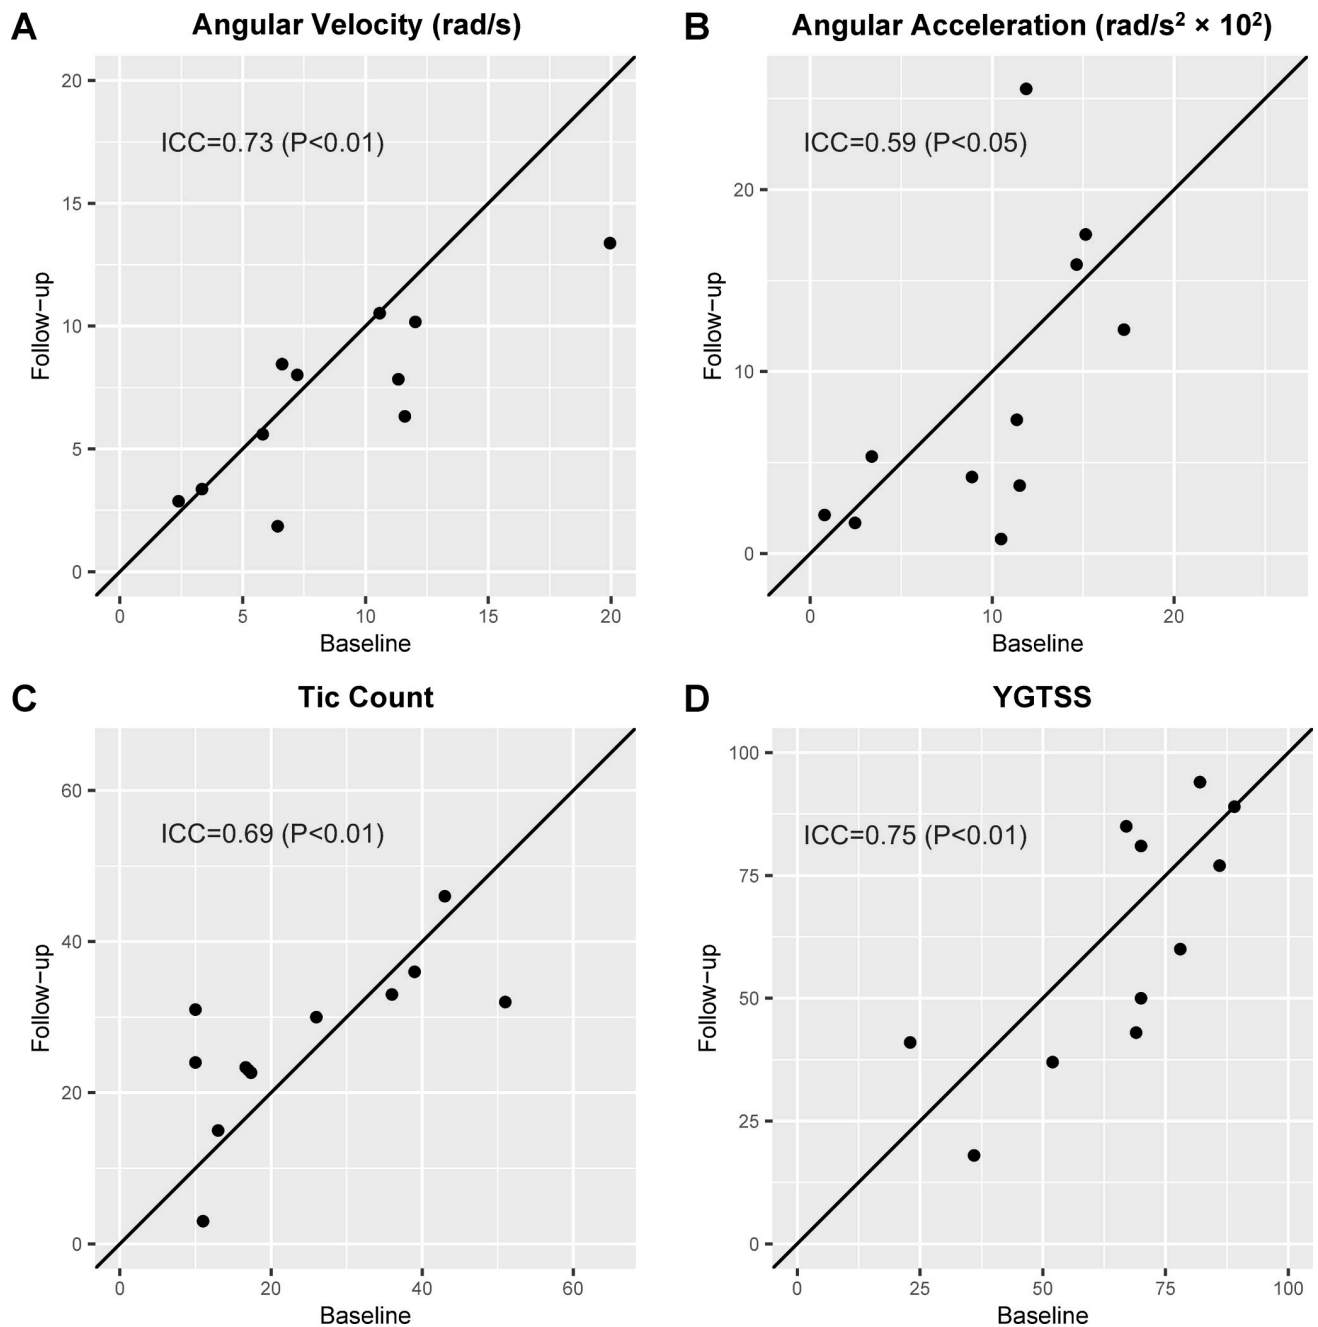 A Angular Velocity (rad/s)
20
15
10
5
0
Follow−up
ICC=0.73 (P<0.01)
0 5 10 15 20
Baseline
B Angular Acceleration (rad/s² × 10²)
20
10
0
Follow−up
ICC=0.59 (P<0.05)
0 10 20
Baseline
C Tic Count
60
40
20
0
Follow−up
ICC=0.69 (P<0.01)
0 20 40 60
Baseline
D YGTSS
100
75
50
25
0
Follow−up
ICC=0.75 (P<0.01)
0 25 50 75 100
Baseline